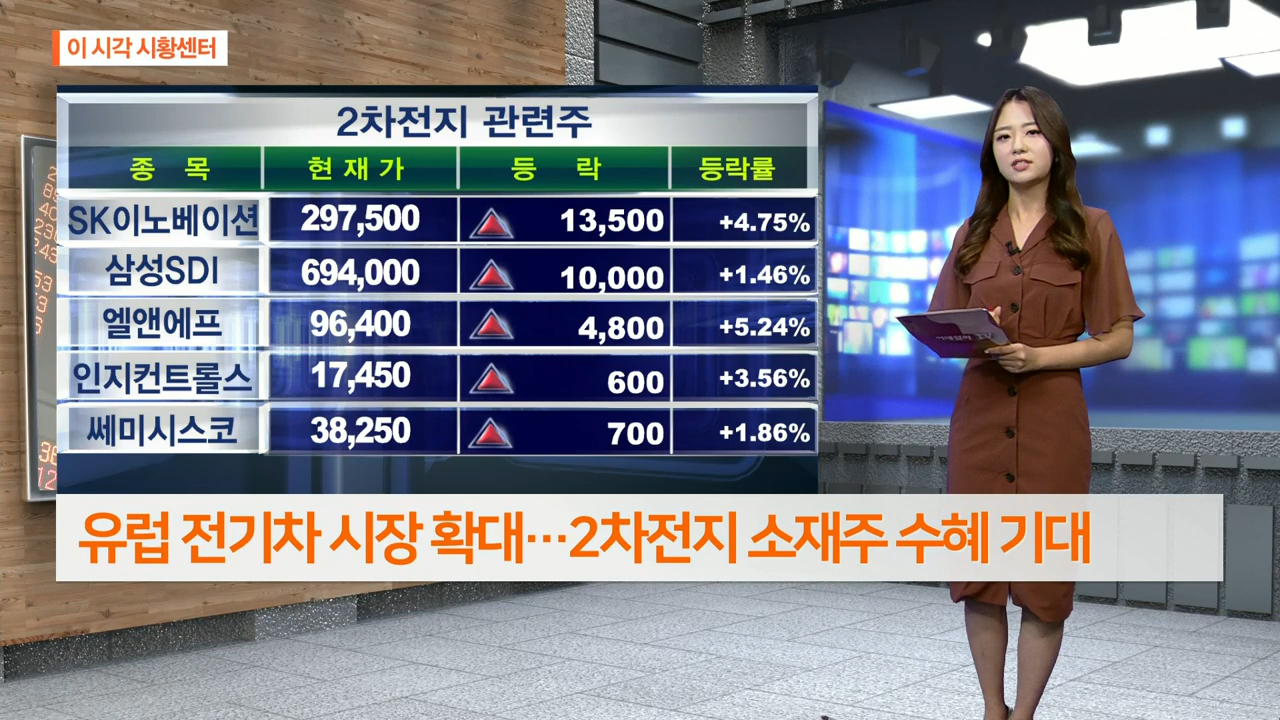 이 시각 시황센터
2차전지 관련주
종 목 현 재 가 등 락 등락률
SK이노베이션 297,500 ▲ 13,500 +4.75%
삼성SDI 694,000 ▲ 10,000 +1.46%
엘앤에프 96,400 ▲ 4,800 +5.24%
인지컨트롤스 17,450 ▲ 600 +3.56%
쎄미시스코 38,250 ▲ 700 +1.86%
유럽 전기차 시장 확대…2차전지 소재주 수혜 기대